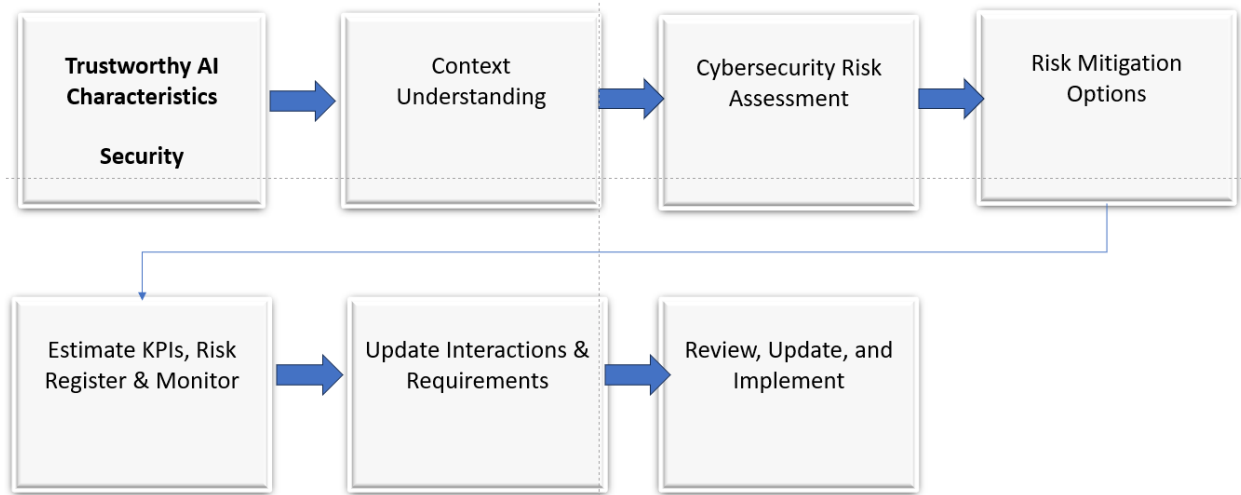 Trustworthy AI
Characteristics
Security
Context
Understanding
Cybersecurity Risk
Assessment
Risk Mitigation
Options
Estimate KPIs, Risk
Register & Monitor
Update Interactions &
Requirements
Review, Update, and
Implement